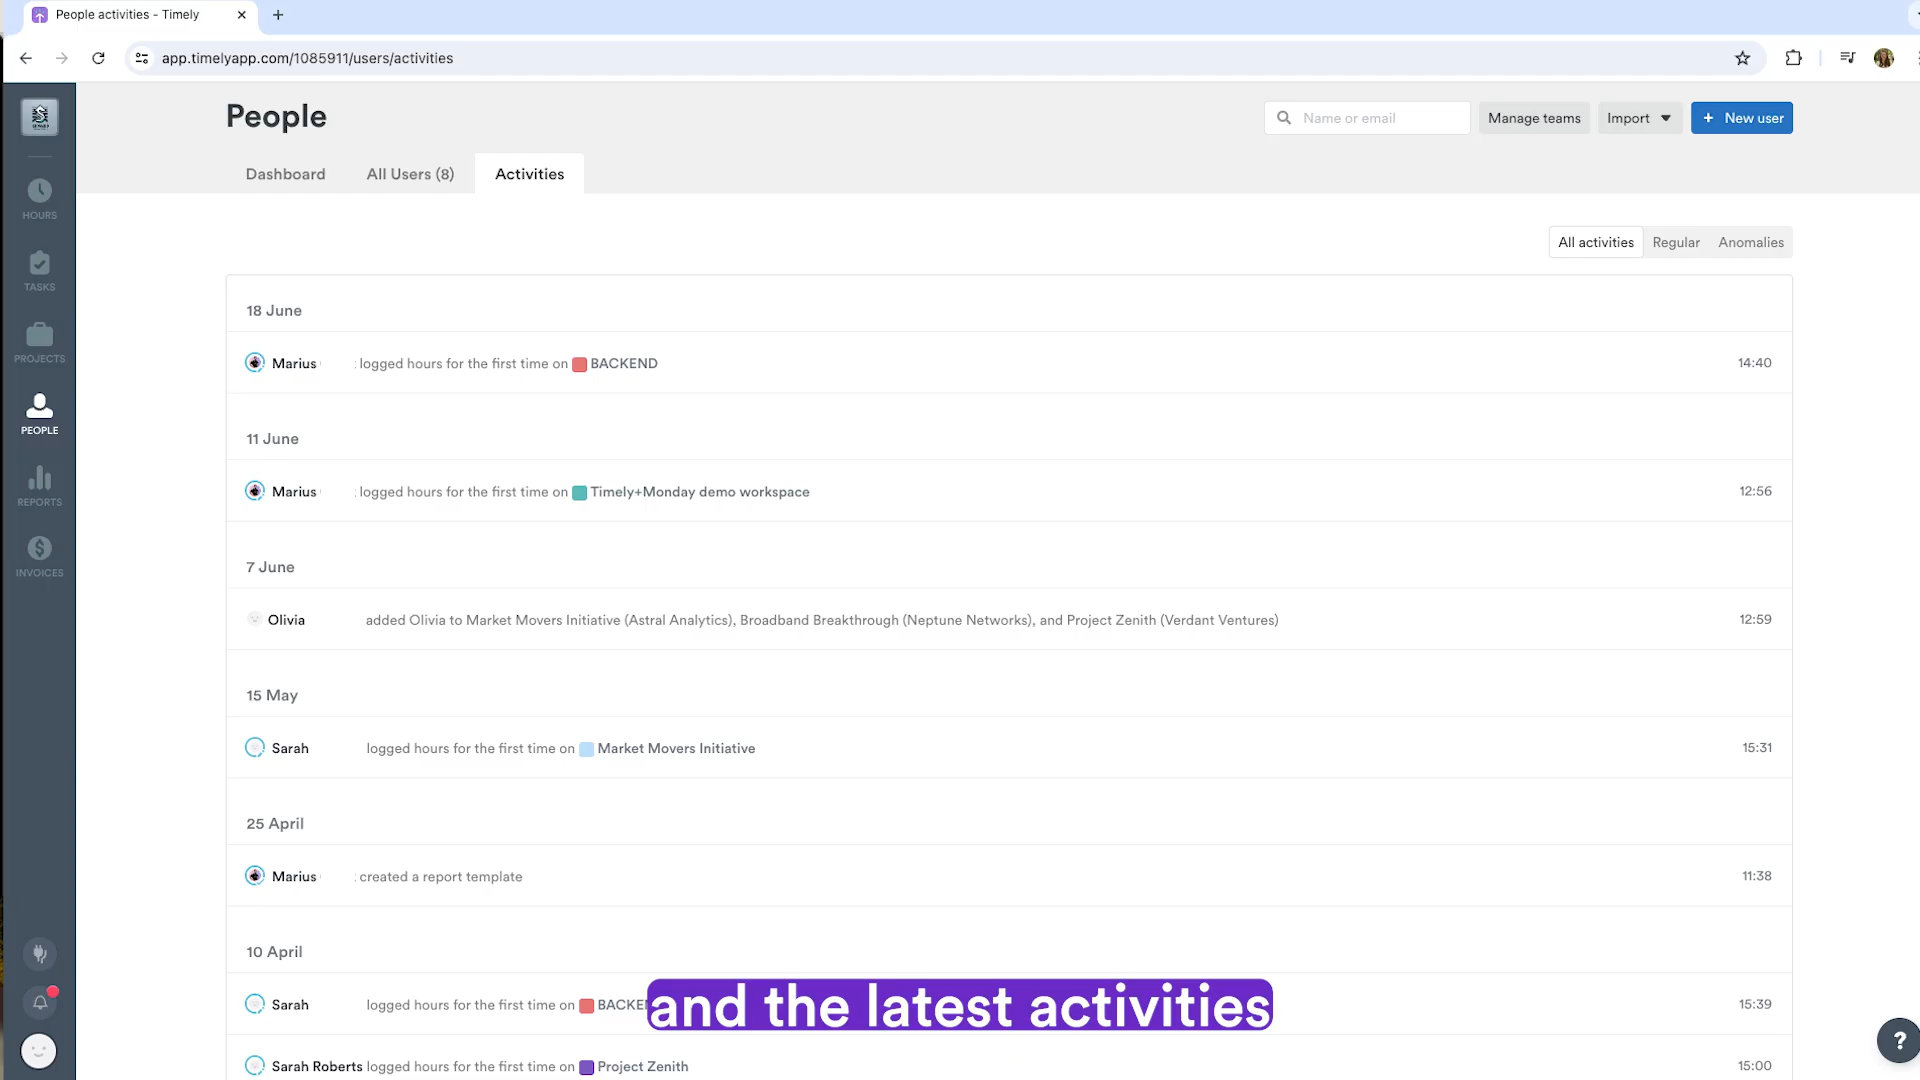 People activities - Timely
app.timelyapp.com/1085911/users/activities
People
Name or email
Manage teams
Import
+ New user
Dashboard
All Users (8)
Activities
HOURS
TASKS
PROJECTS
PEOPLE
REPORTS
INVOICES
All activities
Regular
Anomalies
18 June
Marius logged hours for the first time on BACKEND 14:40
11 June
Marius logged hours for the first time on Timely+Monday demo workspace 12:56
7 June
Olivia added Olivia to Market Movers Initiative (Astral Analytics), Broadband Breakthrough (Neptune Networks), and Project Zenith (Verdant Ventures) 12:59
15 May
Sarah logged hours for the first time on Market Movers Initiative 15:31
25 April
Marius created a report template 11:38
10 April
Sarah logged hours for the first time on 15:39
and the latest activities
Sarah Roberts logged hours for the first time on Project Zenith 15:00
?